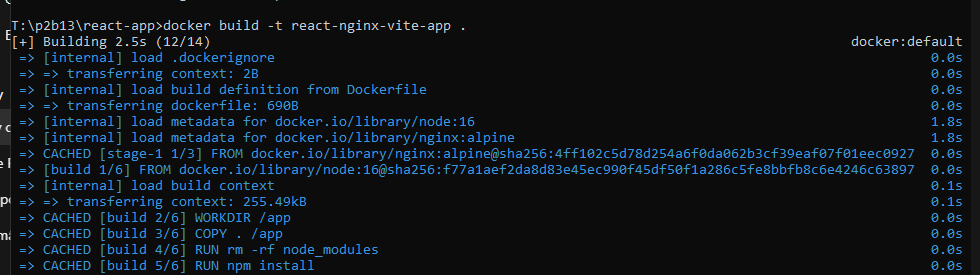 T:\p2b13\react-app>docker build -t react-nginx-vite-app .
[+] Building 2.5s (12/14) docker:default
=> [internal] load .dockerignore 0.0s
=> => transferring context: 2B 0.0s
=> [internal] load build definition from Dockerfile 0.0s
=> => transferring dockerfile: 690B 0.0s
=> [internal] load metadata for docker.io/library/node:16 1.8s
=> [internal] load metadata for docker.io/library/nginx:alpine 1.8s
=> CACHED [stage-1 1/3] FROM docker.io/library/nginx:alpine@sha256:4ff102c5d78d254a6f0da062b3cf39eaf07f01eec0927 0.0s
=> [build 1/6] FROM docker.io/library/node:16@sha256:f77a1aef2da8d83e45ec990f45df50f1a286c5fe8bbfb8c6e4246c63897 0.0s
=> [internal] load build context 0.1s
=> => transferring context: 255.49kB 0.1s
=> CACHED [build 2/6] WORKDIR /app 0.0s
=> CACHED [build 3/6] COPY . /app 0.0s
=> CACHED [build 4/6] RUN rm -rf node_modules 0.0s
=> CACHED [build 5/6] RUN npm install 0.0s